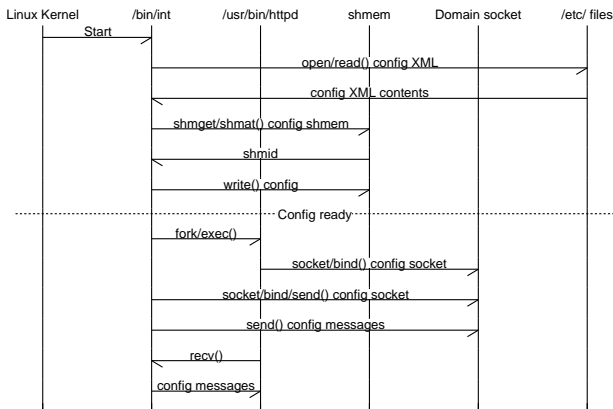 Linux Kernel /bin/int /usr/bin/httpd shmem Domain socket /etc/ files
Start
open/read() config XML
config XML contents
shmget/shmat() config shmem
shmid
write() config
Config ready
fork/exec()
socket/bind() config socket
socket/bind/send() config socket
send() config messages
recv()
config messages